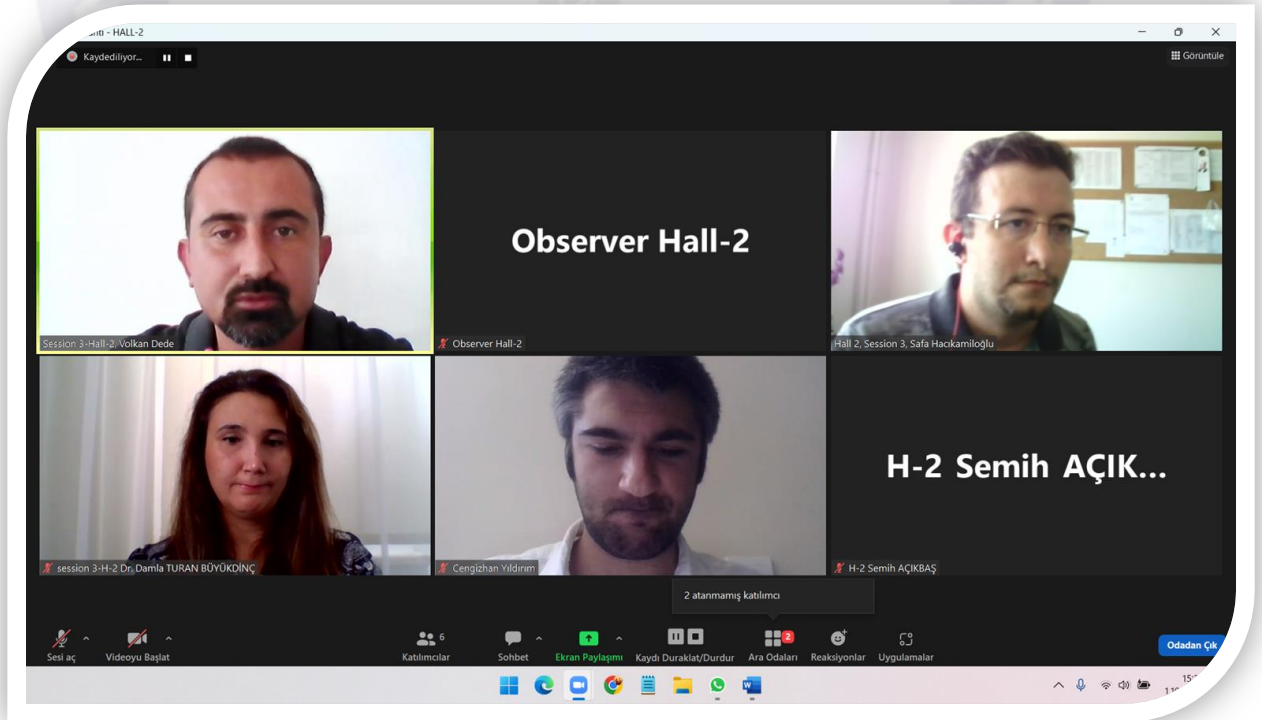 - HALL-2
Kaydediliyor...
Görüntüle
Session 3-Hall-2, Volkan Dede
Observer Hall-2
Observer Hall-2
Hall 2, Session 3, Safa Hacıkamiloğlu
session 3-H-2 Dr. Damla TURAN BÜYÜKDİNÇ
Cengizhan Yıldırım
H-2 Semih AÇIK...
H-2 Semih AÇIKBAŞ
2 atanmamış katılımcı
6
2
Sesi aç
Videoyu Başlat
Katılımcılar
Sohbet
Ekran Paylaşımı
Kaydı Duraklat/Durdur
Ara Odaları
Reaksiyonlar
Uygulamalar
Odadan Çık